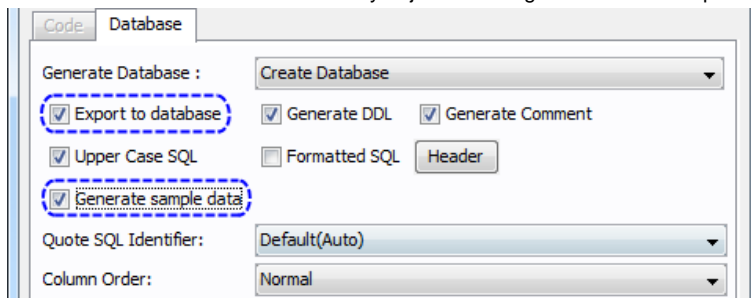 Code Database
Generate Database : Create Database
Export to database Generate DDL Generate Comment
Upper Case SQL Formatted SQL Header
Generate sample data
Quote SQL Identifier: Default(Auto)
Column Order: Normal